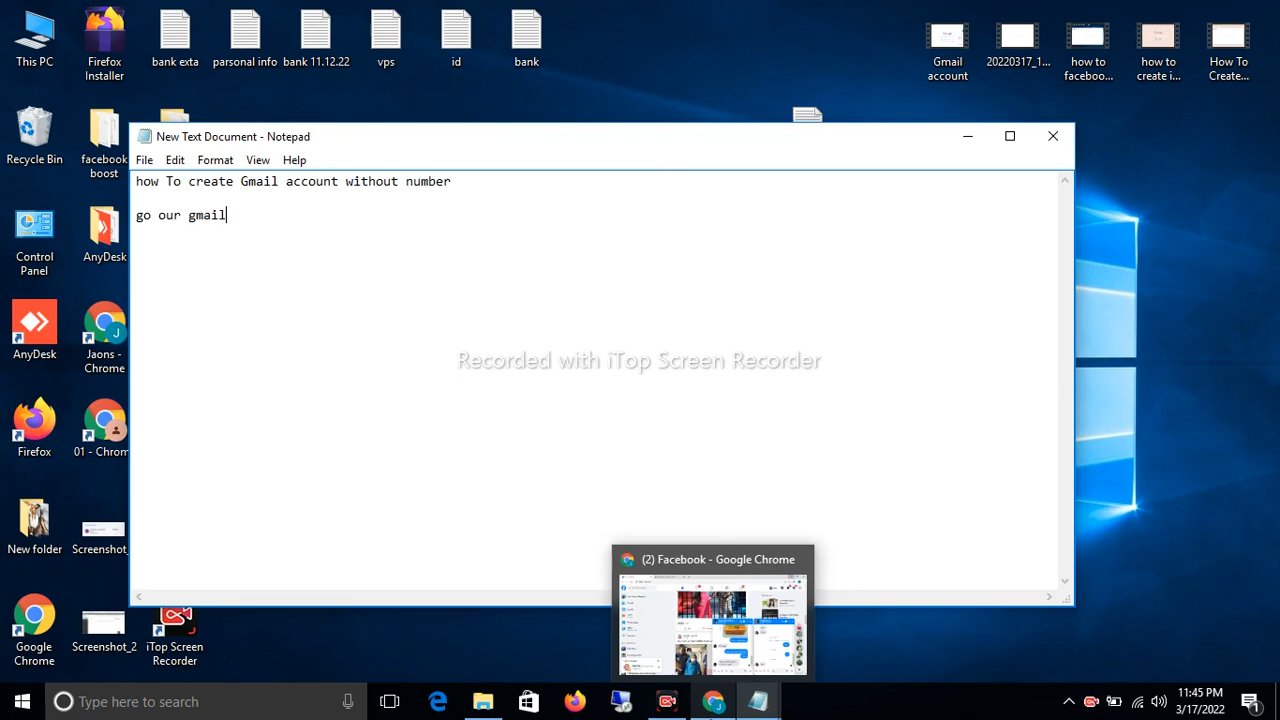 This PC
Firefox
Installer
bank exta
parsonal info
bank 11.12.22
vps
id
bank
Gmail
account
20220317_1...
how to
faceboo...
how to
create i...
How To
Create...
Recycle Bin
facebook
boost
New Text Document - Notepad
File Edit Format View Help
how To create Gmail account without number
go our gmail
Control
Panel
AnyDesk
AnyDesk
Jaons -
Chrome
Recorded with iTop Screen Recorder
Firefox
01 - Chrom
New folder
Screenshot_
(2) Facebook - Google Chrome
iTop Screen
Type here to search
11:45 PM
3/17/2022